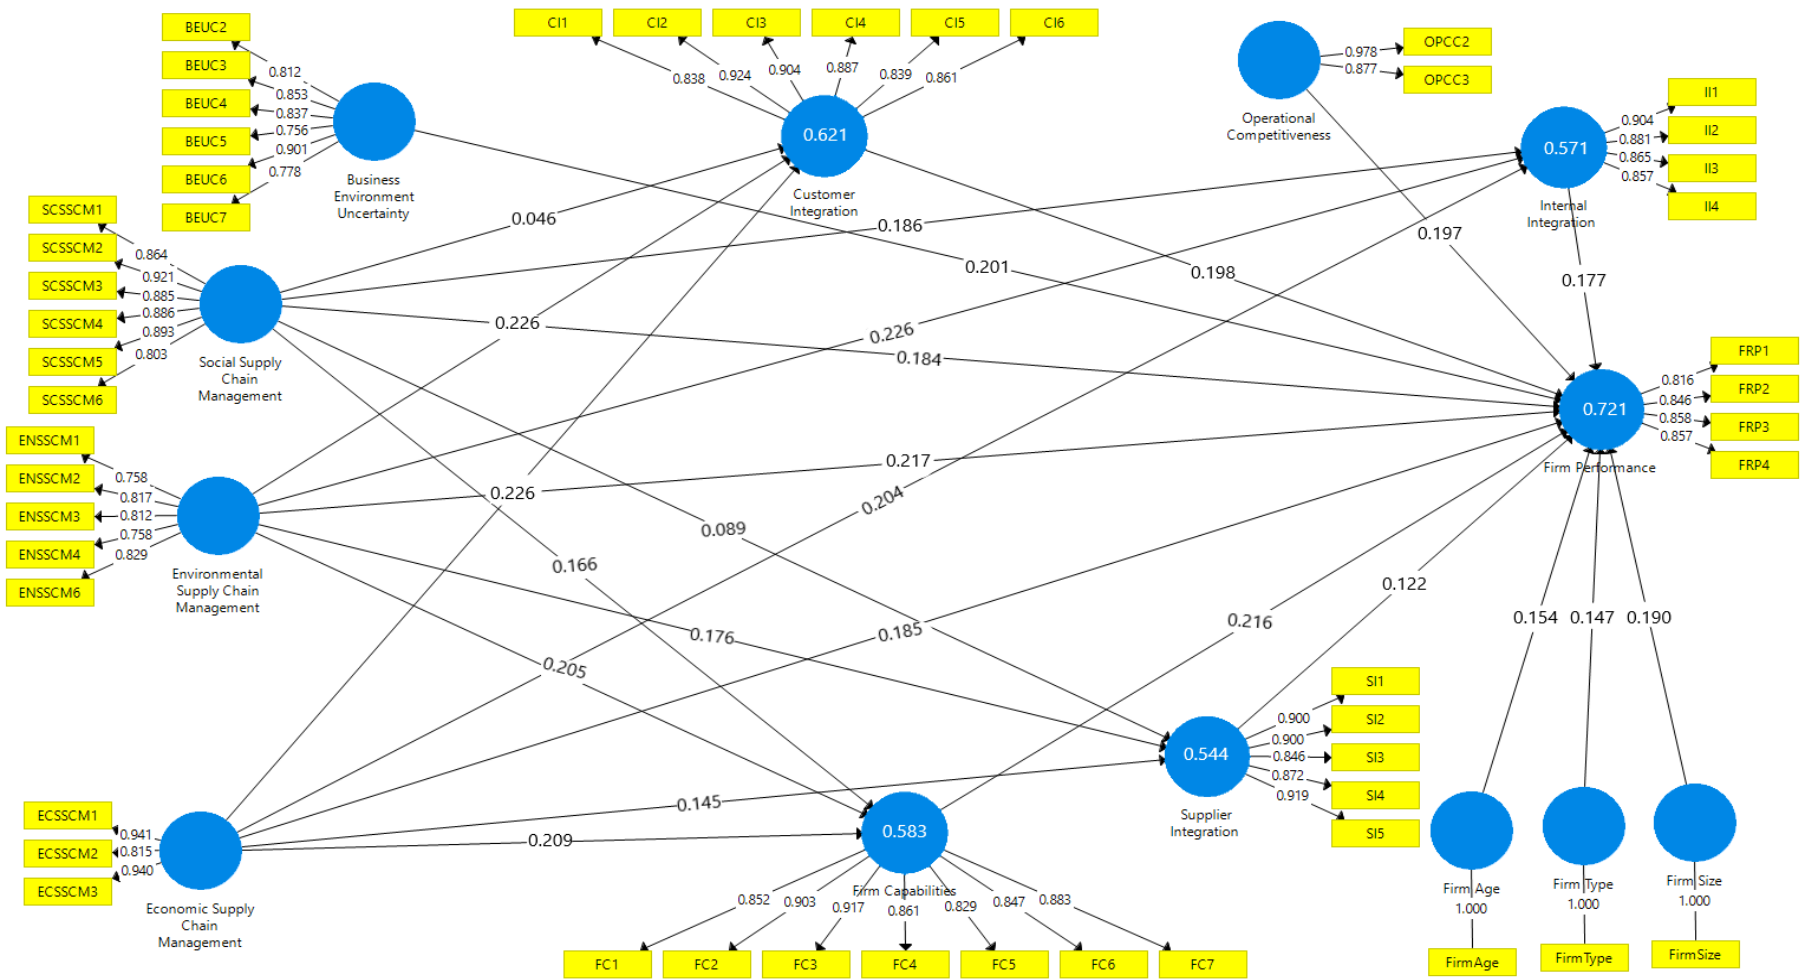 BEUC2
BEUC3
BEUC4
BEUC5
BEUC6
BEUC7
0.812
0.853
0.837
0.756
0.901
0.778
Business
Environment
Uncertainty
CI1
CI2
CI3
CI4
CI5
CI6
0.838
0.924
0.904
0.887
0.839
0.861
0.621
Customer
Integration
OPCC2
OPCC3
0.978
0.877
Operational
Competitiveness
II1
II2
II3
II4
0.904
0.881
0.865
0.857
0.571
Internal
Integration
SCSSCM1
SCSSCM2
SCSSCM3
SCSSCM4
SCSSCM5
SCSSCM6
0.864
0.921
0.885
0.886
0.893
0.803
Social Supply
Chain
Management
0.046
0.186
0.201
0.198
0.197
0.177
0.226
0.226
0.184
0.217
0.226
0.204
0.089
0.166
0.176
0.185
0.205
0.216
0.122
0.145
0.209
0.154
0.147
0.190
FRP1
FRP2
FRP3
FRP4
0.816
0.846
0.858
0.857
0.721
Firm Performance
ENSSCM1
ENSSCM2
ENSSCM3
ENSSCM4
ENSSCM6
0.758
0.817
0.812
0.758
0.829
Environmental
Supply Chain
Management
SI1
SI2
SI3
SI4
SI5
0.900
0.900
0.846
0.872
0.919
0.544
Supplier
Integration
ECSSCM1
ECSSCM2
ECSSCM3
0.941
0.815
0.940
Economic Supply
Chain
Management
0.583
Firm Capabilities
0.852
0.903
0.917
0.861
0.829
0.847
0.883
FC1
FC2
FC3
FC4
FC5
FC6
FC7
Firm Age
1.000
FirmAge
Firm Type
1.000
FirmType
Firm Size
1.000
FirmSize